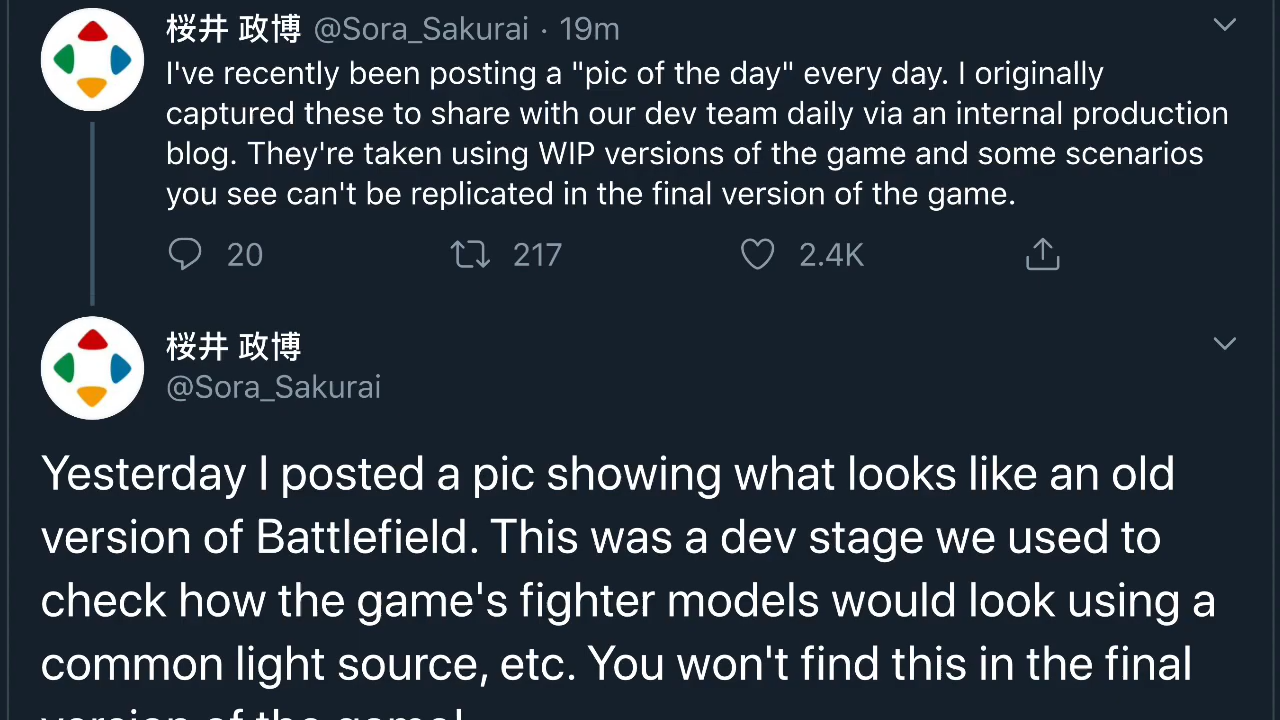 桜井 政博 @Sora_Sakurai · 19m
I've recently been posting a "pic of the day" every day. I originally
captured these to share with our dev team daily via an internal production
blog. They're taken using WIP versions of the game and some scenarios
you see can't be replicated in the final version of the game.
20 217 2.4K
桜井 政博
@Sora_Sakurai
Yesterday I posted a pic showing what looks like an old
version of Battlefield. This was a dev stage we used to
check how the game's fighter models would look using a
common light source, etc. You won't find this in the final
version of the game!